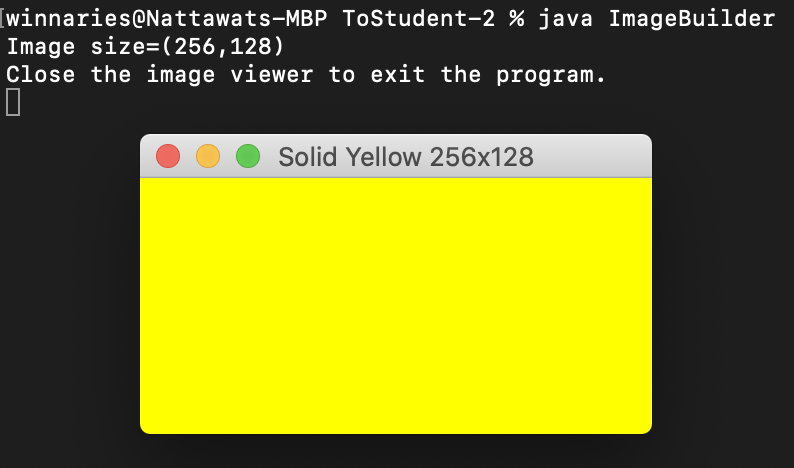 winnaries@Nattawats-MBP ToStudent-2 % java ImageBuilder
Image size=(256,128)
Close the image viewer to exit the program.
Solid Yellow 256x128